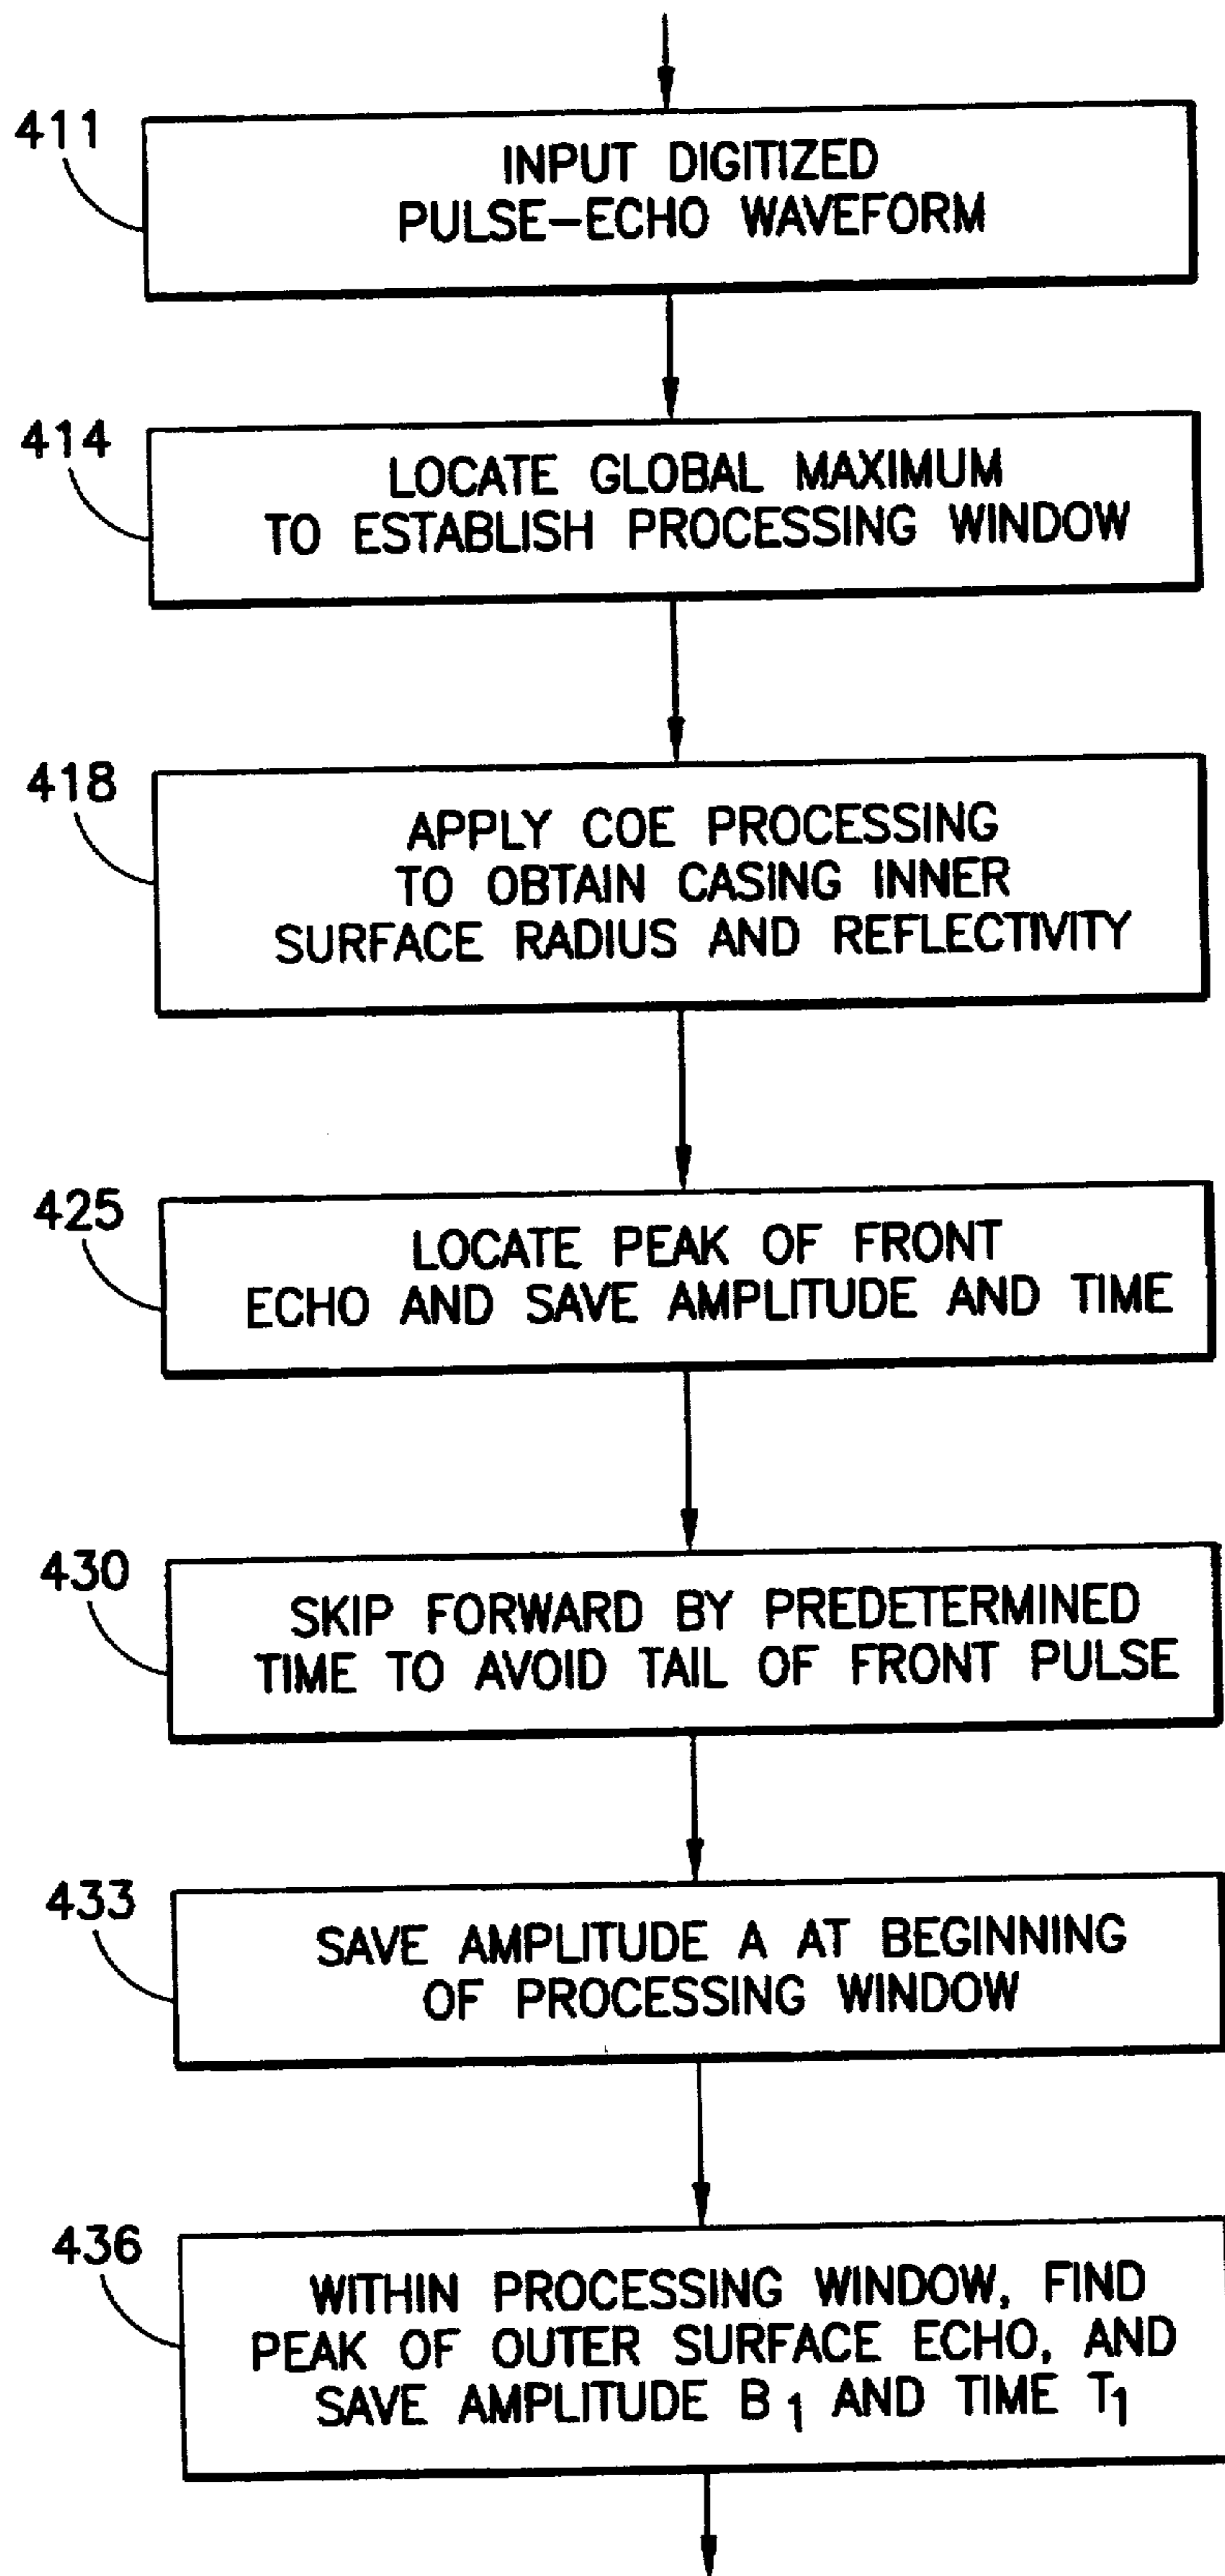 411
INPUT DIGITIZED
PULSE-ECHO WAVEFORM
414
LOCATE GLOBAL MAXIMUM
TO ESTABLISH PROCESSING WINDOW
418
APPLY COE PROCESSING
TO OBTAIN CASING INNER
SURFACE RADIUS AND REFLECTIVITY
425
LOCATE PEAK OF FRONT
ECHO AND SAVE AMPLITUDE AND TIME
430
SKIP FORWARD BY PREDETERMINED
TIME TO AVOID TAIL OF FRONT PULSE
433
SAVE AMPLITUDE A AT BEGINNING
OF PROCESSING WINDOW
436
WITHIN PROCESSING WINDOW, FIND
PEAK OF OUTER SURFACE ECHO, AND
SAVE AMPLITUDE B₁ AND TIME T₁